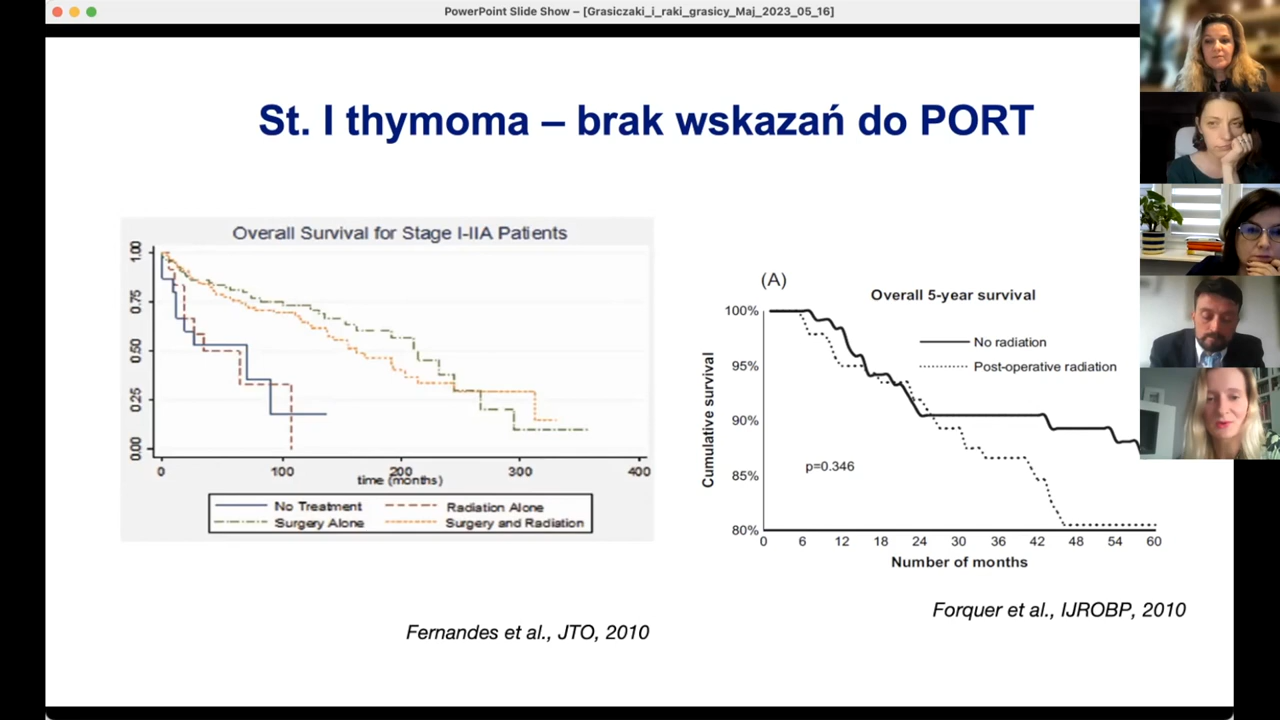 PowerPoint Slide Show – [Grasiczaki_i_raki_grasicy_Maj_2023_05_16]
St. I thymoma – brak wskazań do PORT
Overall Survival for Stage I-IIA Patients
1.00
0.75
0.50
0.25
0.00
0 100 200 300 400
time (months)
No Treatment Radiation Alone
Surgery Alone Surgery and Radiation
Fernandes et al., JTO, 2010
(A)
Overall 5-year survival
No radiation
Post-operative radiation
Cumulative survival
100%
95%
90%
85%
80%
p=0.346
0 6 12 18 24 30 36 42 48 54 60
Number of months
Forquer et al., IJROBP, 2010